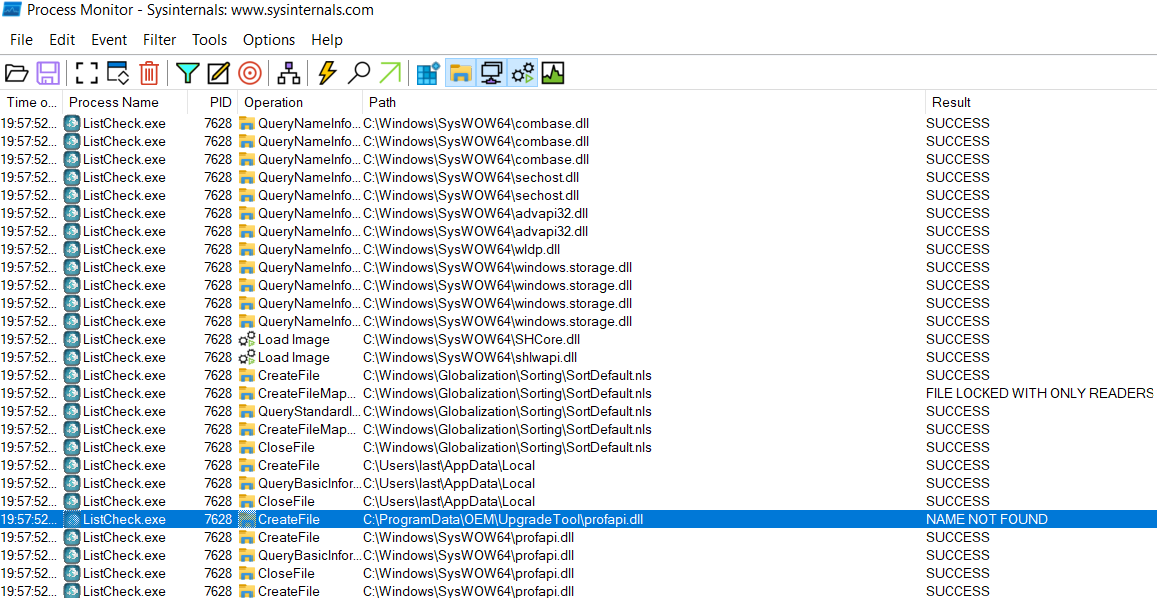 Process Monitor - Sysinternals: www.sysinternals.com
File Edit Event Filter Tools Options Help
Time o... Process Name PID Operation Path Result
19:57:52... ListCheck.exe 7628 QueryNameInfo... C:\Windows\SysWOW64\combase.dll SUCCESS
19:57:52... ListCheck.exe 7628 QueryNameInfo... C:\Windows\SysWOW64\combase.dll SUCCESS
19:57:52... ListCheck.exe 7628 QueryNameInfo... C:\Windows\SysWOW64\combase.dll SUCCESS
19:57:52... ListCheck.exe 7628 QueryNameInfo... C:\Windows\SysWOW64\sechost.dll SUCCESS
19:57:52... ListCheck.exe 7628 QueryNameInfo... C:\Windows\SysWOW64\sechost.dll SUCCESS
19:57:52... ListCheck.exe 7628 QueryNameInfo... C:\Windows\SysWOW64\advapi32.dll SUCCESS
19:57:52... ListCheck.exe 7628 QueryNameInfo... C:\Windows\SysWOW64\advapi32.dll SUCCESS
19:57:52... ListCheck.exe 7628 QueryNameInfo... C:\Windows\SysWOW64\wldp.dll SUCCESS
19:57:52... ListCheck.exe 7628 QueryNameInfo... C:\Windows\SysWOW64\windows.storage.dll SUCCESS
19:57:52... ListCheck.exe 7628 QueryNameInfo... C:\Windows\SysWOW64\windows.storage.dll SUCCESS
19:57:52... ListCheck.exe 7628 QueryNameInfo... C:\Windows\SysWOW64\windows.storage.dll SUCCESS
19:57:52... ListCheck.exe 7628 QueryNameInfo... C:\Windows\SysWOW64\windows.storage.dll SUCCESS
19:57:52... ListCheck.exe 7628 Load Image C:\Windows\SysWOW64\SHCore.dll SUCCESS
19:57:52... ListCheck.exe 7628 Load Image C:\Windows\SysWOW64\shlwapi.dll SUCCESS
19:57:52... ListCheck.exe 7628 CreateFile C:\Windows\Globalization\Sorting\SortDefault.nls SUCCESS
19:57:52... ListCheck.exe 7628 CreateFileMap... C:\Windows\Globalization\Sorting\SortDefault.nls FILE LOCKED WITH ONLY READERS
19:57:52... ListCheck.exe 7628 QueryStandardI... C:\Windows\Globalization\Sorting\SortDefault.nls SUCCESS
19:57:52... ListCheck.exe 7628 CreateFileMap... C:\Windows\Globalization\Sorting\SortDefault.nls SUCCESS
19:57:52... ListCheck.exe 7628 CloseFile C:\Windows\Globalization\Sorting\SortDefault.nls SUCCESS
19:57:52... ListCheck.exe 7628 CreateFile C:\Users\last\AppData\Local SUCCESS
19:57:52... ListCheck.exe 7628 QueryBasicInfor... C:\Users\last\AppData\Local SUCCESS
19:57:52... ListCheck.exe 7628 CloseFile C:\Users\last\AppData\Local SUCCESS
19:57:52... ListCheck.exe 7628 CreateFile C:\ProgramData\OEM\UpgradeTool\profapi.dll NAME NOT FOUND
19:57:52... ListCheck.exe 7628 CreateFile C:\Windows\SysWOW64\profapi.dll SUCCESS
19:57:52... ListCheck.exe 7628 QueryBasicInfor... C:\Windows\SysWOW64\profapi.dll SUCCESS
19:57:52... ListCheck.exe 7628 CloseFile C:\Windows\SysWOW64\profapi.dll SUCCESS
19:57:52... ListCheck.exe 7628 CreateFile C:\Windows\SysWOW64\profapi.dll SUCCESS